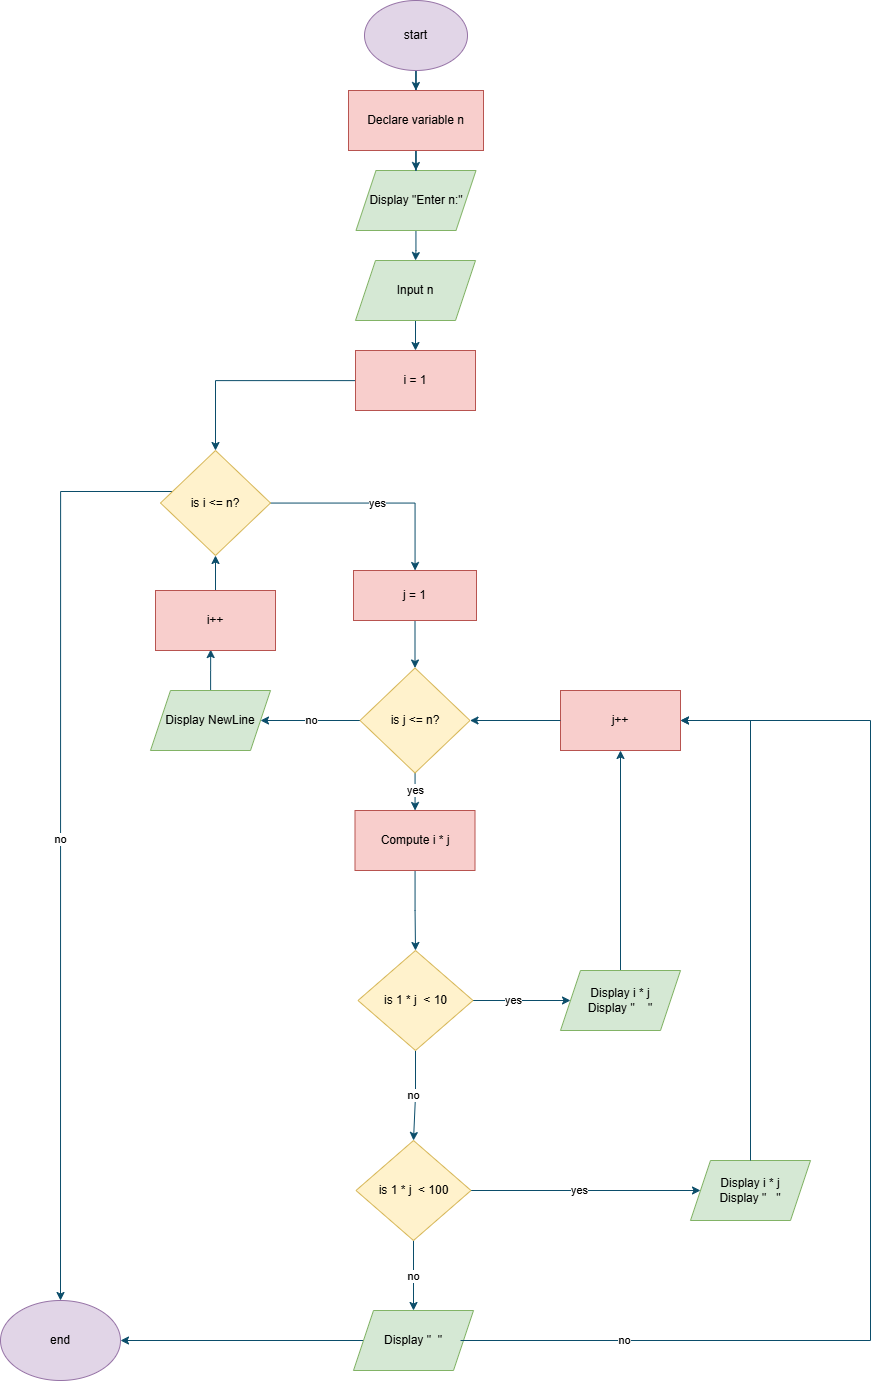 start
Declare variable n
Display "Enter n:"
Input n
i = 1
is i <= n?
yes
j = 1
i++
is j <= n?
j++
Display NewLine
no
yes
Compute i * j
no
is 1 * j  < 10
yes
Display i * j
Display "    "
no
is 1 * j  < 100
yes
Display i * j
Display "   "
no
end
Display "  "
no